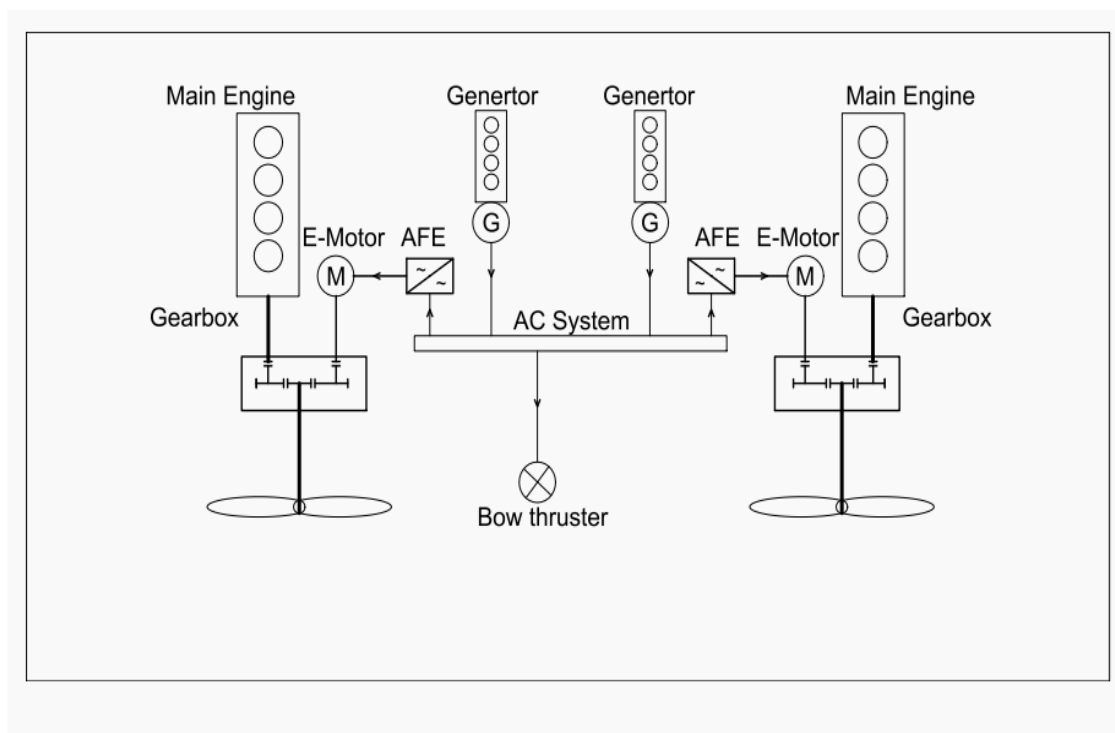 Main Engine
Genertor
Genertor
Main Engine
G
G
E-Motor
AFE
AFE
E-Motor
M
~
~
~
~
M
Gearbox
AC System
Gearbox
Bow thruster